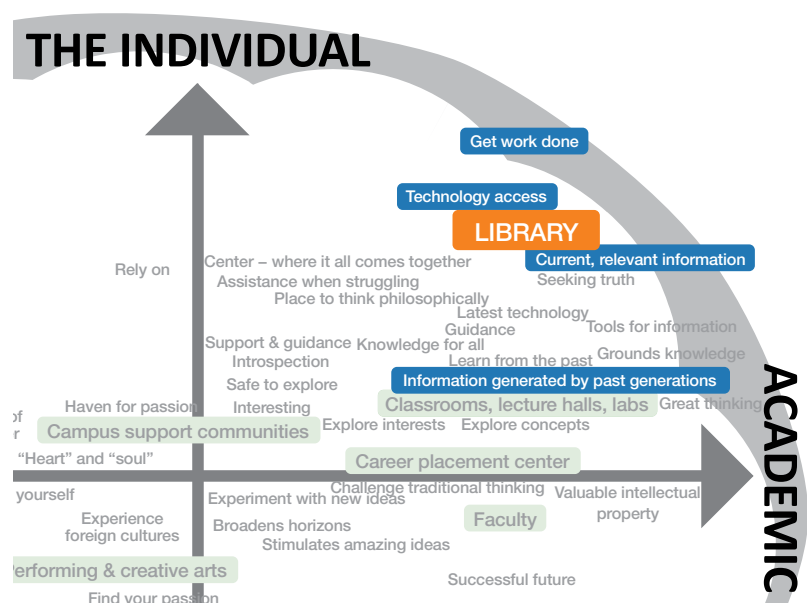 THE INDIVIDUAL
Get work done
Technology access
LIBRARY
Current, relevant information
Center – where it all comes together
Rely on
Assistance when struggling
Seeking truth
Place to think philosophically
Latest technology
Guidance
Tools for information
Support & guidance
Knowledge for all
Introspection
Learn from the past
Grounds knowledge
Safe to explore
Information generated by past generations
Haven for passion
Interesting
Classrooms, lecture halls, labs
Great thinking
of
r
Campus support communities
Explore interests
Explore concepts
“Heart” and “soul”
Career placement center
ACADEMIC
yourself
Challenge traditional thinking
Experiment with new ideas
Valuable intellectual
property
Experience
foreign cultures
Broadens horizons
Faculty
Stimulates amazing ideas
erforming & creative arts
Successful future
Find your passion